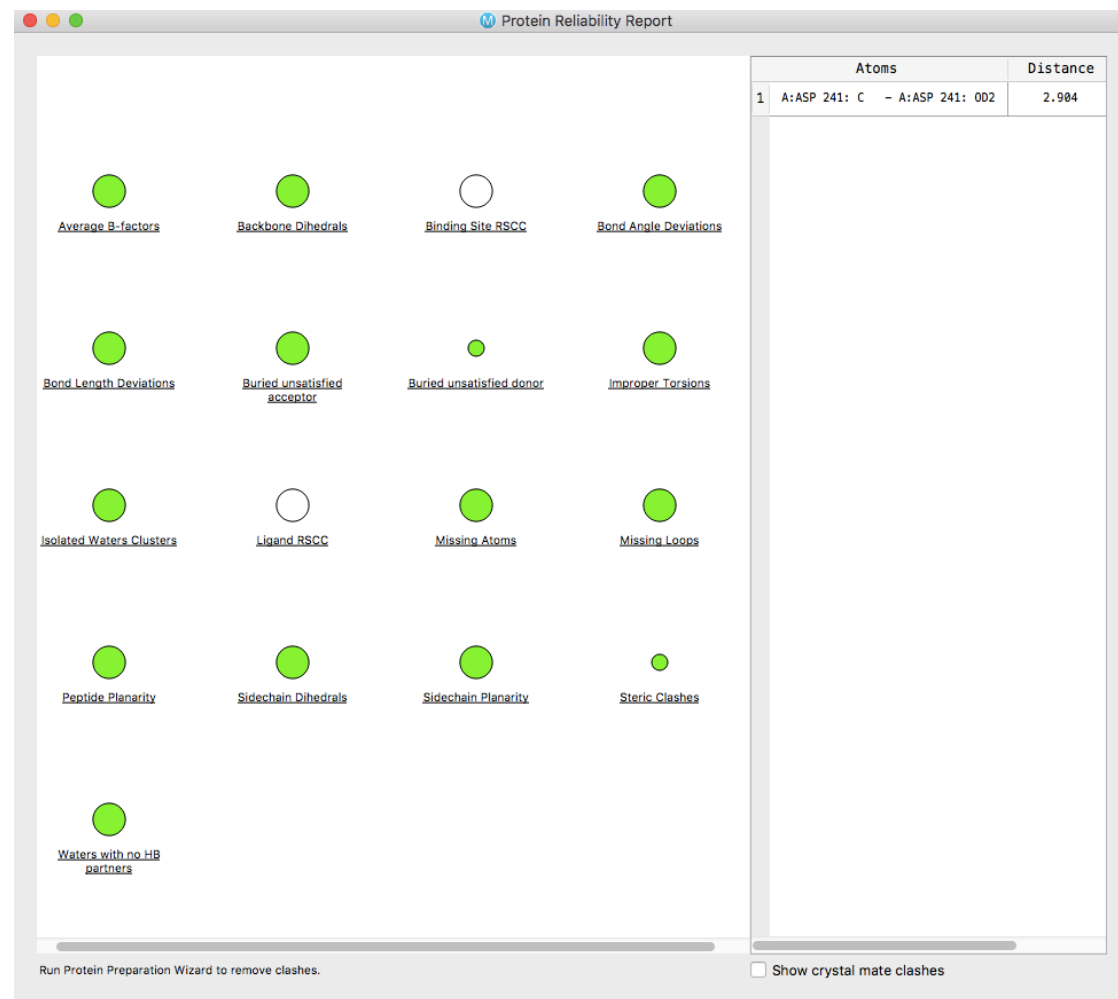 Protein Reliability Report
Average B-factors
Backbone Dihedrals
Binding Site RSCC
Bond Angle Deviations
Bond Length Deviations
Buried unsatisfied
acceptor
Buried unsatisfied donor
Improper Torsions
Isolated Waters Clusters
Ligand RSCC
Missing Atoms
Missing Loops
Peptide Planarity
Sidechain Dihedrals
Sidechain Planarity
Steric Clashes
Waters with no HB
partners
Run Protein Preparation Wizard to remove clashes.
Atoms Distance
1 A:ASP 241: C - A:ASP 241: OD2 2.904
Show crystal mate clashes